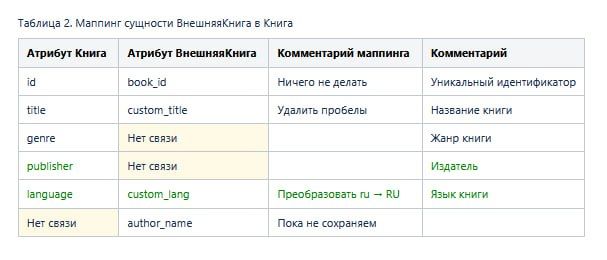 Таблица 2. Маппинг сущности ВнешняяКнига в Книга
Атрибут Книга Атрибут ВнешняяКнига Комментарий маппинга Комментарий
id book_id Ничего не делать Уникальный идентификатор
title custom_title Удалить пробелы Название книги
genre Нет связи Жанр книги
publisher Нет связи Издатель
language custom_lang Преобразовать ru → RU Язык книги
Нет связи author_name Пока не сохраняем